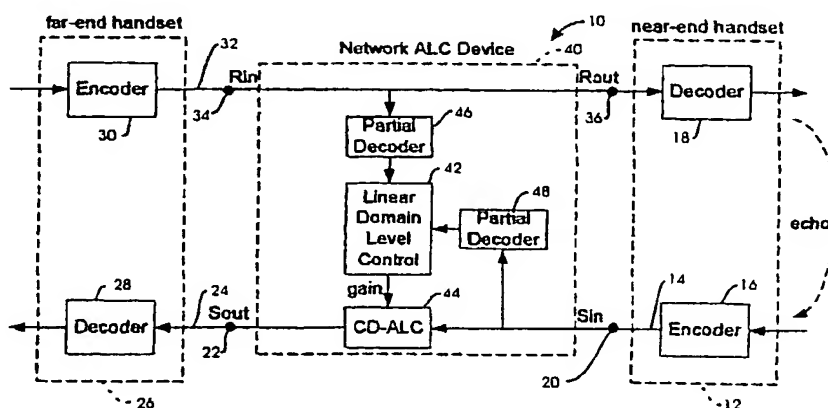 far-end handset
32
Network ALC Device
10
40
near-end handset
Encoder
30
Rin
34
Rout
36
Decoder
18
Partial
Decoder
46
42
Linear
Domain
Level
Control
48
Partial
Decoder
echo
gain
44
28
Decoder
24
Sout
22
CD-ALC
Sin
20
14
16
Encoder
26
12